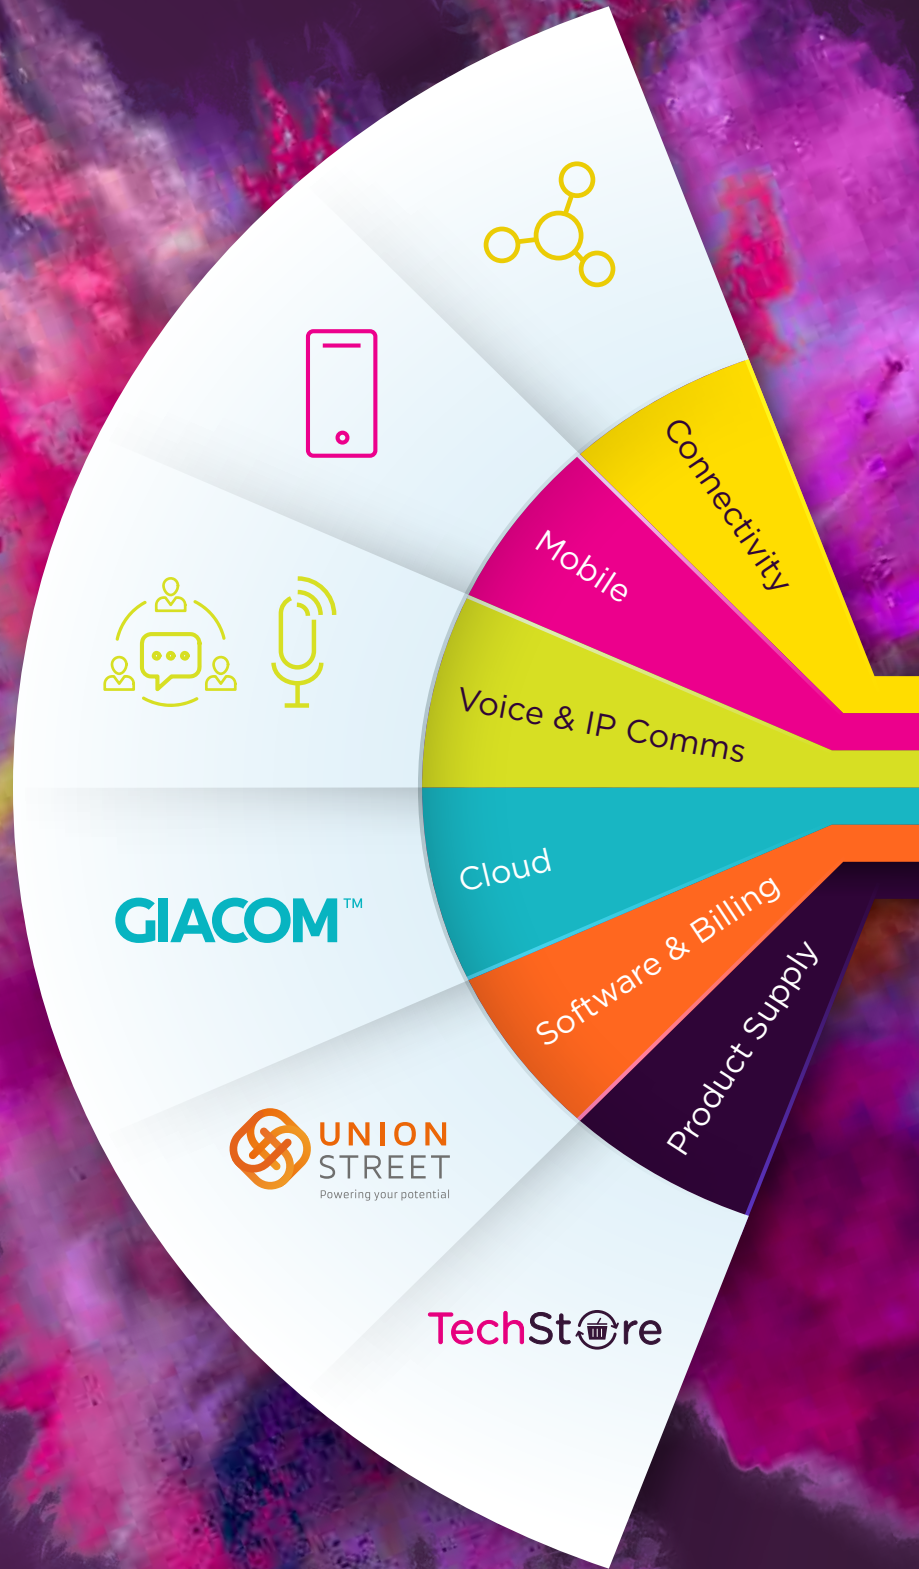 Connectivity
Mobile
Voice & IP Comms
Cloud
GIACOM™
Software & Billing
UNION
STREET
Powering your potential
Product Supply
TechStore